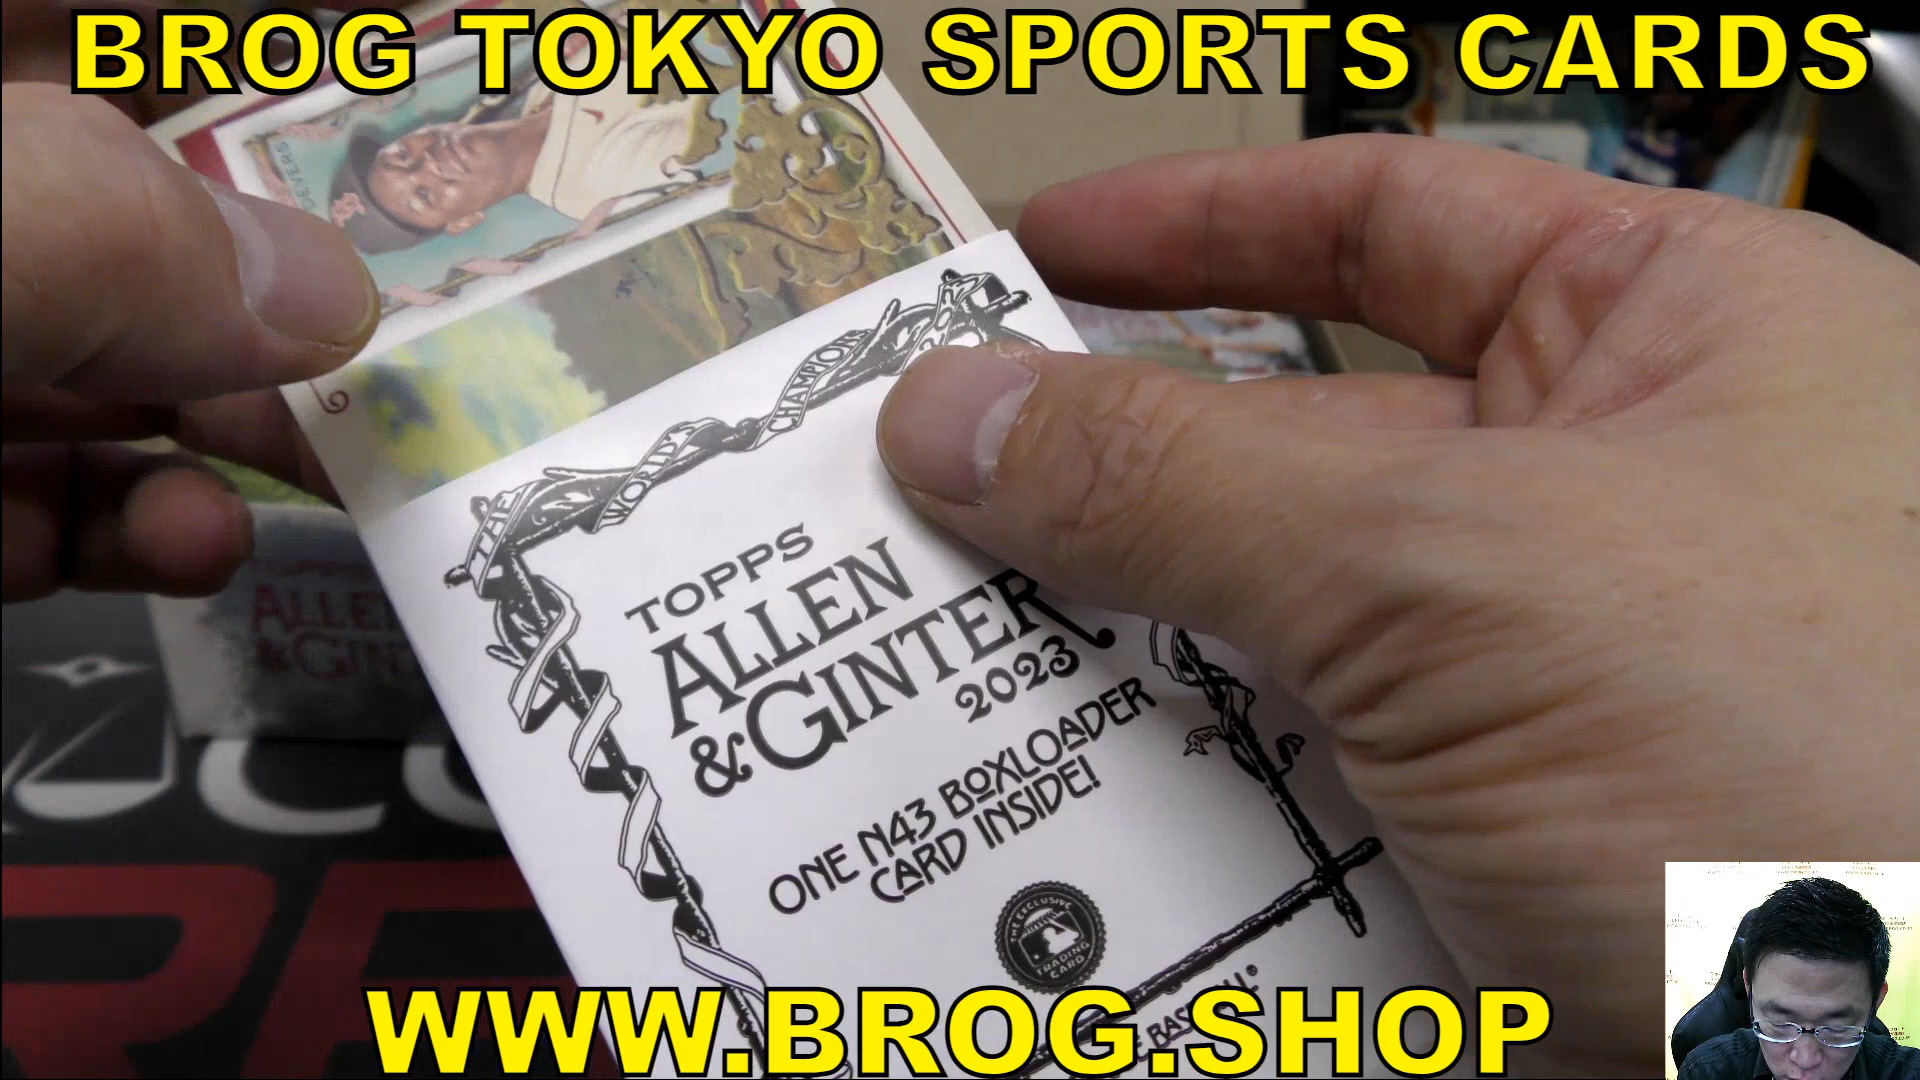 BROG TOKYO SPORTS CARDS
DEVERS
THE WORLD'S CHAMPIONS
TOPPS
ALLEN
& GINTER
2023
ONE N43 BOXLOADER
CARD INSIDE!
THE EXCLUSIVE
TRADING
CARD
WWW.BROG.SHOP